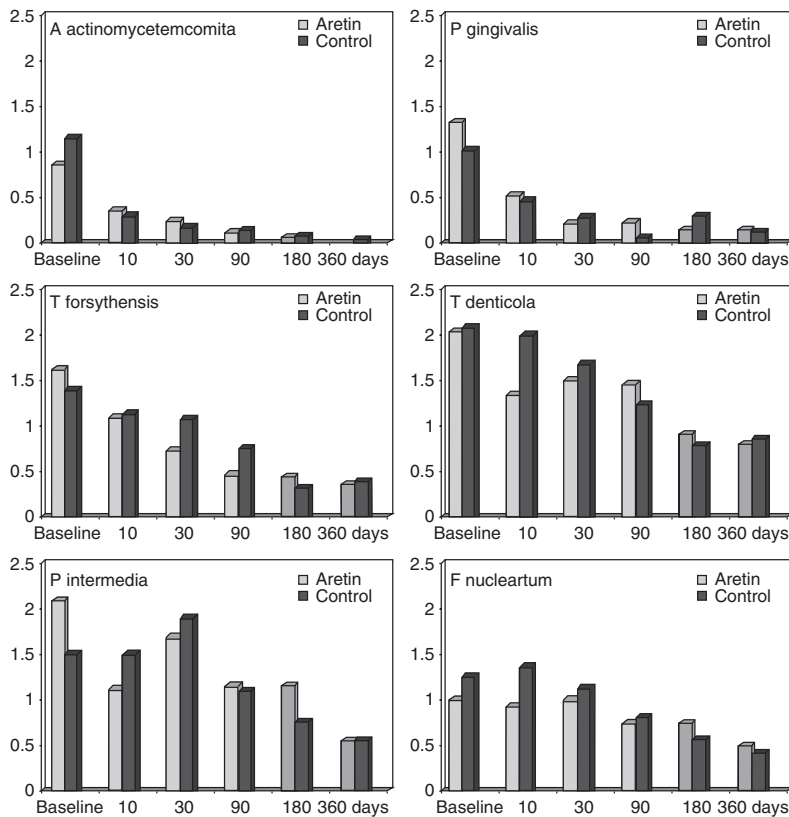 A actinomycetemcomita
Aretin
Control
2.5
2
1.5
1
0.5
0
Baseline 10 30 90 180 360 days
P gingivalis
Aretin
Control
2.5
2
1.5
1
0.5
0
Baseline 10 30 90 180 360 days
T forsythensis
Aretin
Control
2.5
2
1.5
1
0.5
0
Baseline 10 30 90 180 360 days
T denticola
Aretin
Control
2.5
2
1.5
1
0.5
0
Baseline 10 30 90 180 360 days
P intermedia
Aretin
Control
2.5
2
1.5
1
0.5
0
Baseline 10 30 90 180 360 days
F nucleartum
Aretin
Control
2.5
2
1.5
1
0.5
0
Baseline 10 30 90 180 360 days